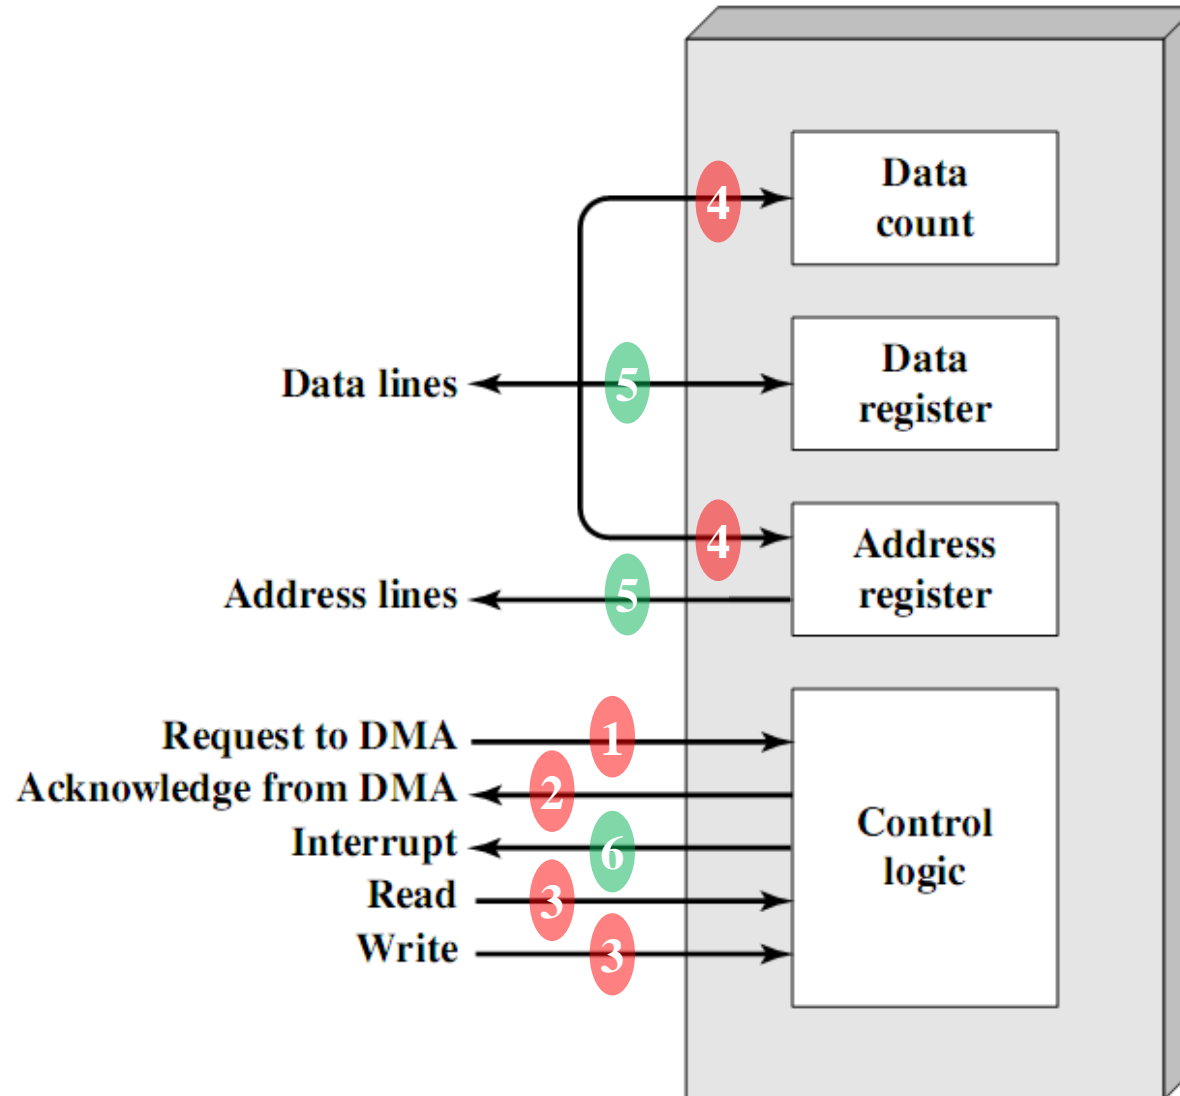 Data
count
4
Data lines
5
Data
register
4
Address
register
Address lines
5
Request to DMA
1
Acknowledge from DMA
2
Interrupt
6
Read
3
Write
3
Control
logic